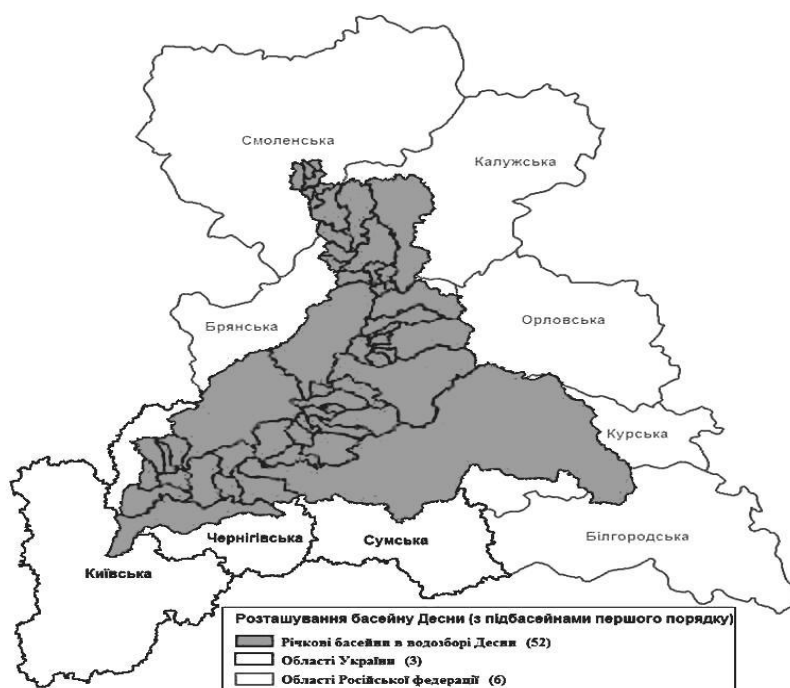 Смоленська
Калужська
Брянська
Орловська
Курська
Чернігівська
Сумська
Білгородська
Київська
Розташування басейну Десни (з підбасейнами першого порядку)
Річкові басейни в водозборі Десни (52)
Області України (3)
Області Російської федерації (6)